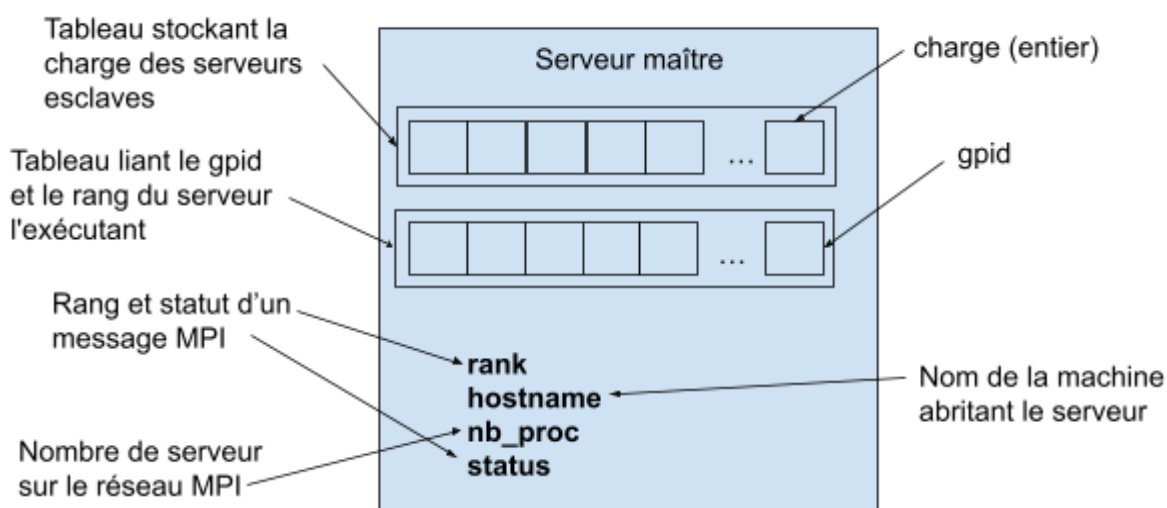 Tableau stockant la
charge des serveurs
esclaves
Serveur maître
charge (entier)
Tableau liant le gpid
et le rang du serveur
l'exécutant
...
gpid
...
Rang et statut d’un
message MPI
rank
hostname
nb_proc
status
Nom de la machine
abritant le serveur
Nombre de serveur
sur le réseau MPI